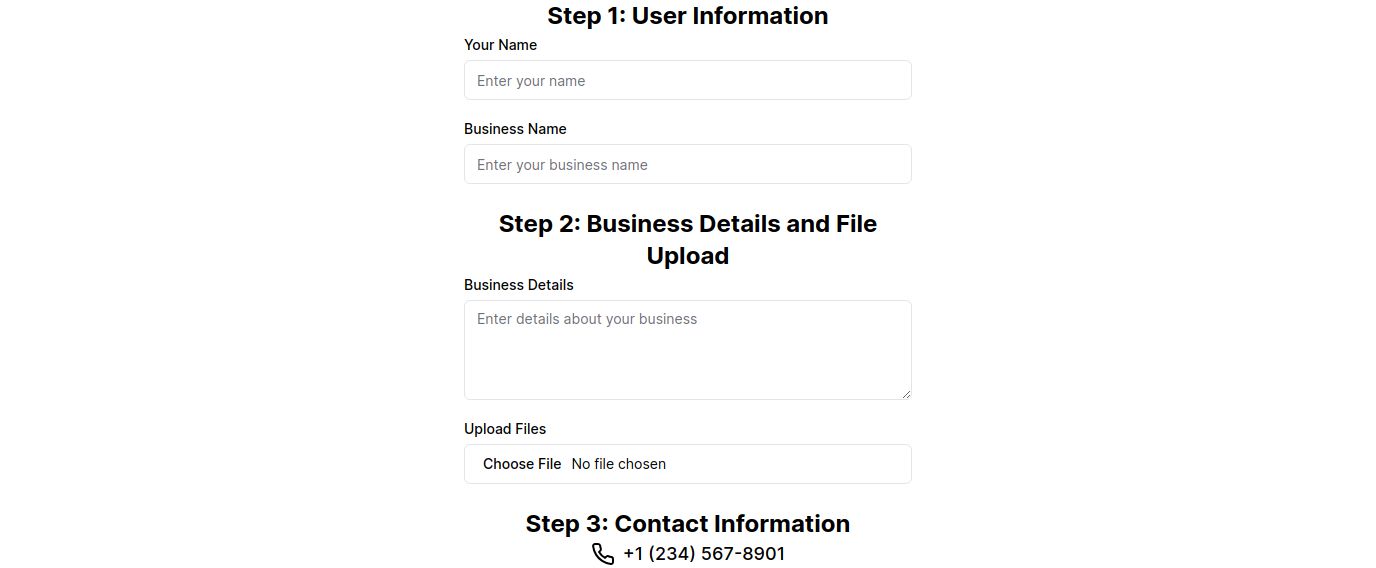 Step 1: User Information
Your Name
Enter your name
Business Name
Enter your business name
Step 2: Business Details and File
Upload
Business Details
Enter details about your business
Upload Files
Choose File No file chosen
Step 3: Contact Information
+1 (234) 567-8901